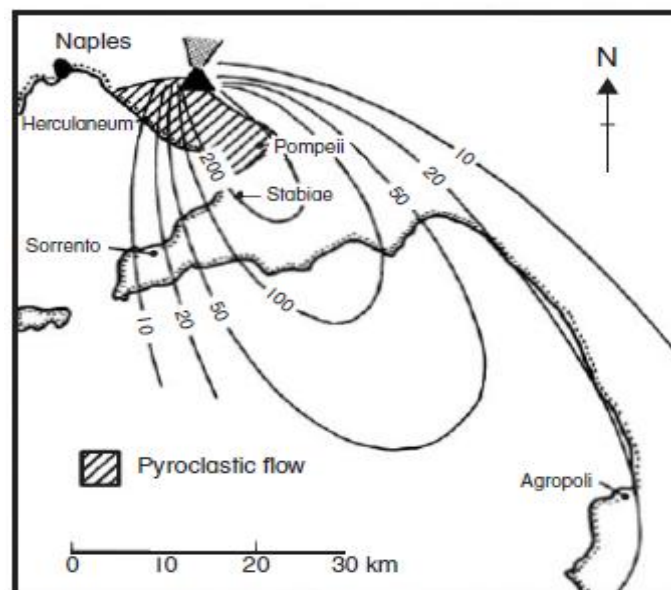 Naples
N
Herculaneum
Pompeii
10
200
50
20
Stabiae
Sorrento
100
50
10
20
Pyroclastic flow
Agropoli
0 10 20 30 km